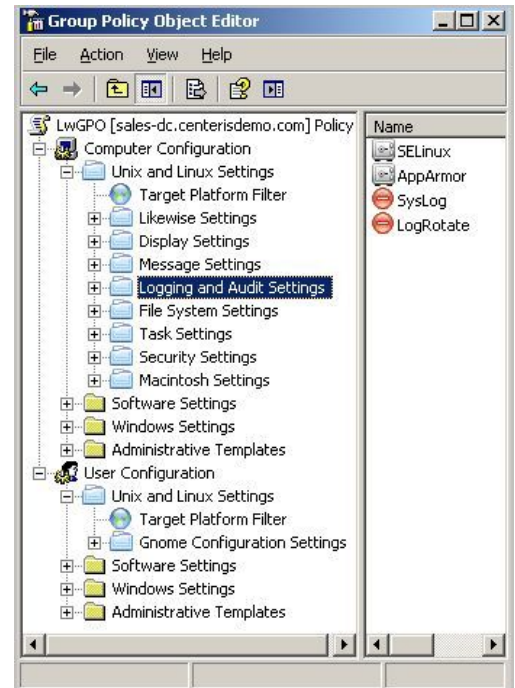 Group Policy Object Editor
File Action View Help
LwGPO [sales-dc.centerisdemo.com] Policy
Computer Configuration
Unix and Linux Settings
Target Platform Filter
Likewise Settings
Display Settings
Message Settings
Logging and Audit Settings
File System Settings
Task Settings
Security Settings
Macintosh Settings
Software Settings
Windows Settings
Administrative Templates
User Configuration
Unix and Linux Settings
Target Platform Filter
Gnome Configuration Settings
Software Settings
Windows Settings
Administrative Templates
Name
SELinux
AppArmor
SysLog
LogRotate